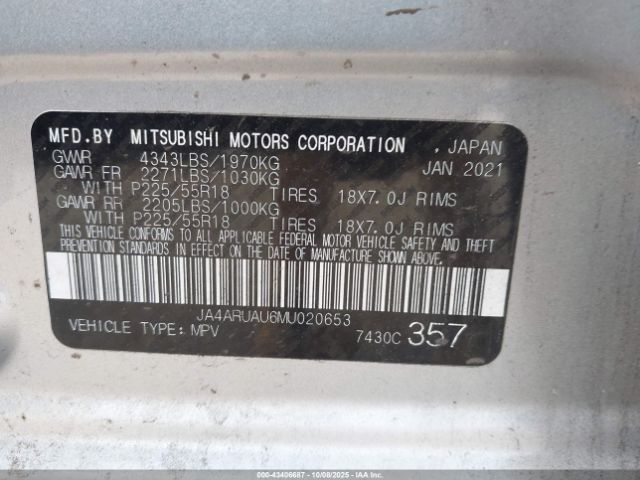 MFD.BY MITSUBISHI MOTORS CORPORATION , JAPAN
GVWR 4343LBS/1970KG JAN 2021
GAWR FR 2271LBS/1030KG
WITH P225/55R18 TIRES 18X7.0J RIMS
GAWR RR 2205LBS/1000KG
WITH P225/55R18 TIRES 18X7.0J RIMS
THIS VEHICLE CONFORMS TO ALL APPLICABLE FEDERAL MOTOR VEHICLE SAFETY AND THEFT
PREVENTION STANDARDS IN EFFECT ON THE DATE OF MANUFACTURE SHOWN ABOVE.
JA4ARUAU6MU020653
VEHICLE TYPE: MPV 7430C 357
000-43406687 - 10/08/2025 - copyright IAA, LLC